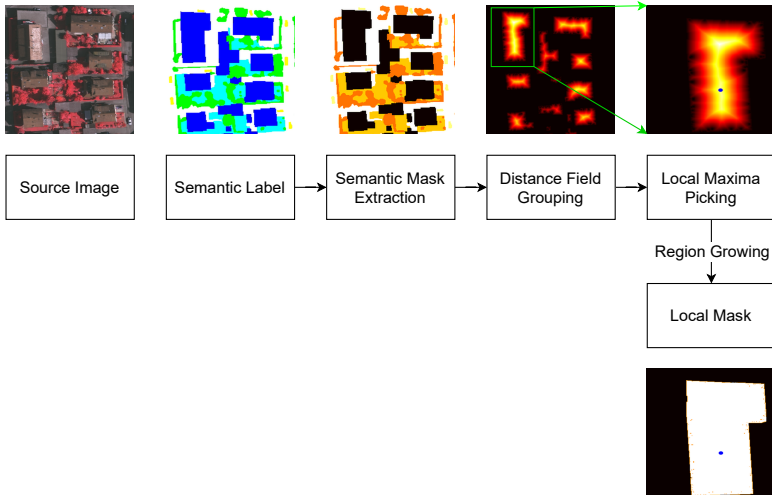 Source Image
Semantic Label
Semantic Mask
Extraction
Distance Field
Grouping
Local Maxima
Picking
Region Growing
Local Mask